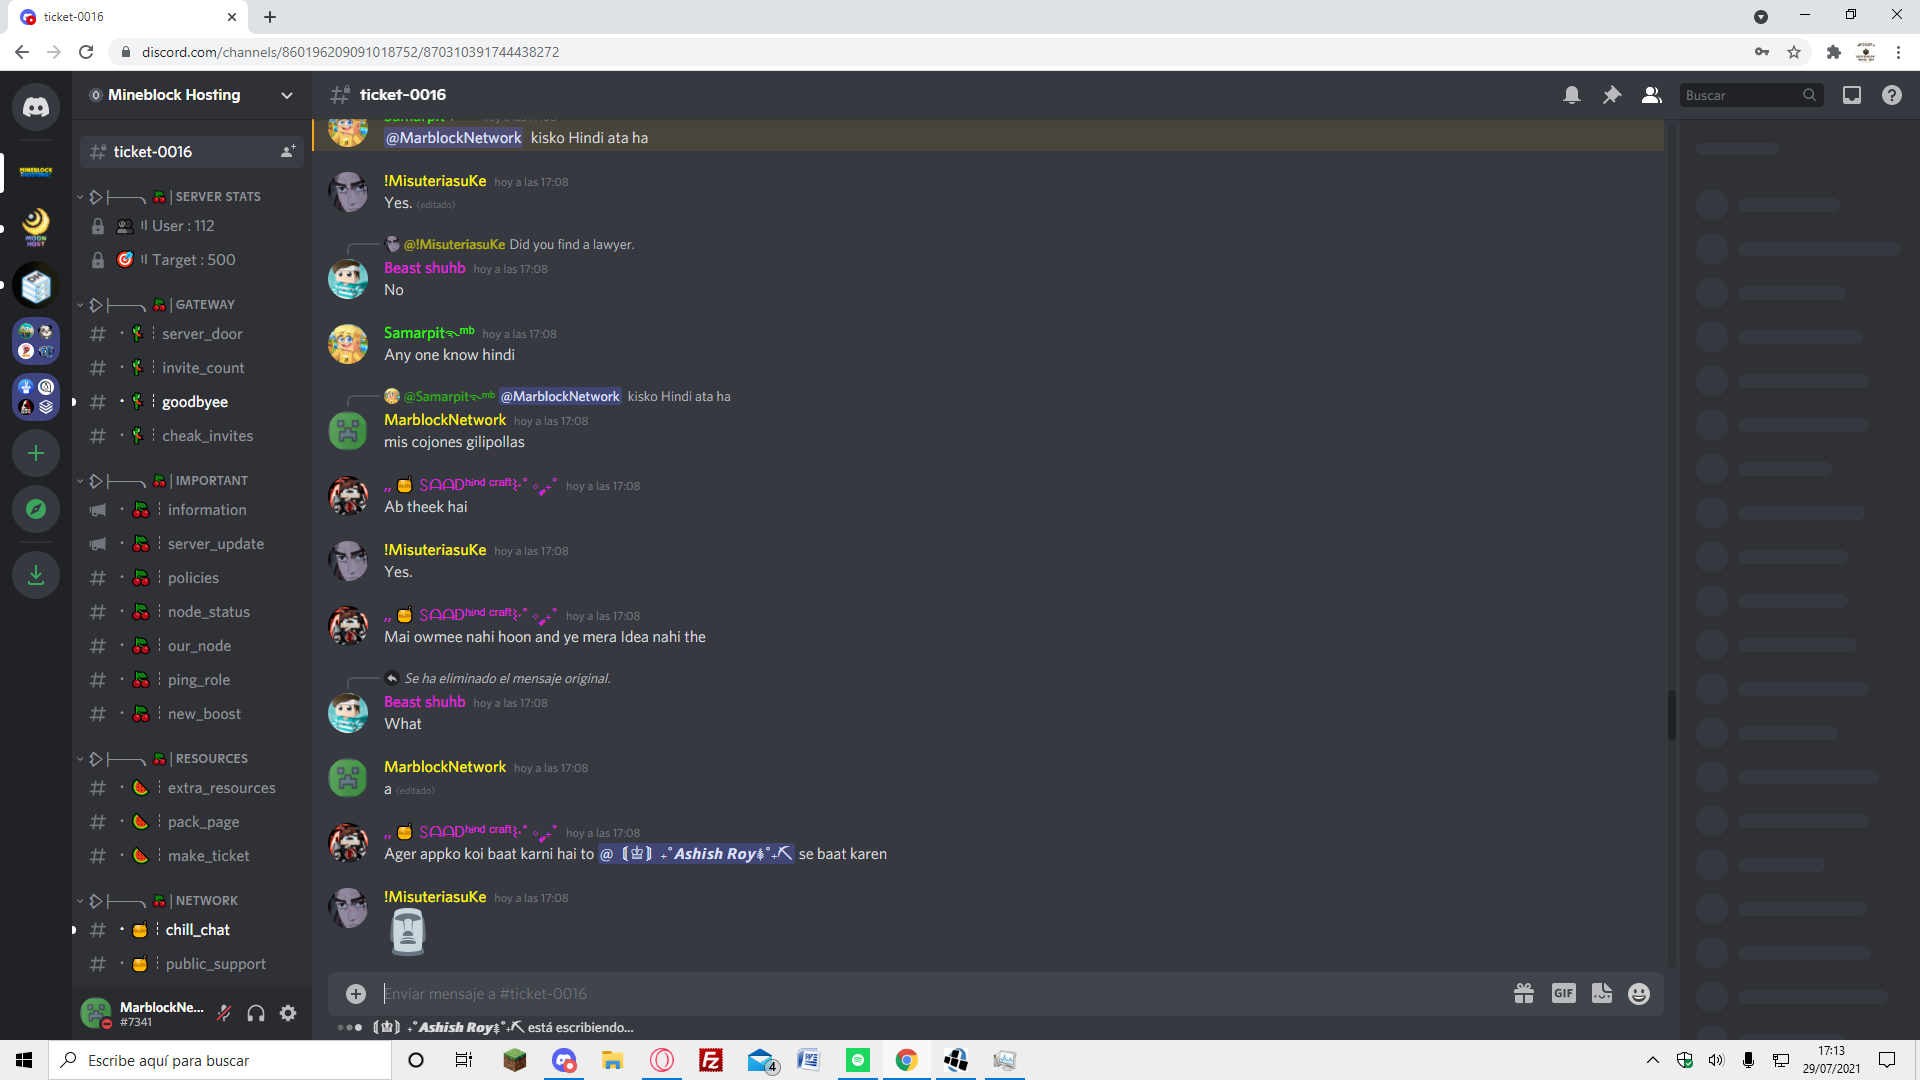 ticket-0016
discord.com/channels/860196209091018752/870310391744438272
Mineblock Hosting
ticket-0016
Buscar
MINEBLOCK
HOSTING
MOON
HOST
ticket-0016
SERVER STATS
User : 112
Target : 500
GATEWAY
server_door
invite_count
goodbyee
cheak_invites
IMPORTANT
information
server_update
policies
node_status
our_node
ping_role
new_boost
RESOURCES
extra_resources
pack_page
make_ticket
NETWORK
chill_chat
public_support
MarblockNe...
#7341
@MarblockNetwork kisko Hindi ata ha
!MisuteriasuKe hoy a las 17:08
Yes. (editado)
@!MisuteriasuKe Did you find a lawyer.
Beast shuhb hoy a las 17:08
No
Samarpit mb hoy a las 17:08
Any one know hindi
@Samarpit mb @MarblockNetwork kisko Hindi ata ha
MarblockNetwork hoy a las 17:08
mis cojones gilipollas
SAAD hind craft hoy a las 17:08
Ab theek hai
!MisuteriasuKe hoy a las 17:08
Yes.
SAAD hind craft hoy a las 17:08
Mai owmee nahi hoon and ye mera Idea nahi the
Se ha eliminado el mensaje original.
Beast shuhb hoy a las 17:08
What
MarblockNetwork hoy a las 17:08
a (editado)
SAAD hind craft hoy a las 17:08
Ager appko koi baat karni hai to @ Ashish Roy se baat karen
!MisuteriasuKe hoy a las 17:08
Enviar mensaje a #ticket-0016
GIF
Ashish Roy está escribiendo...
Escribe aquí para buscar
4
17:13
29/07/2021